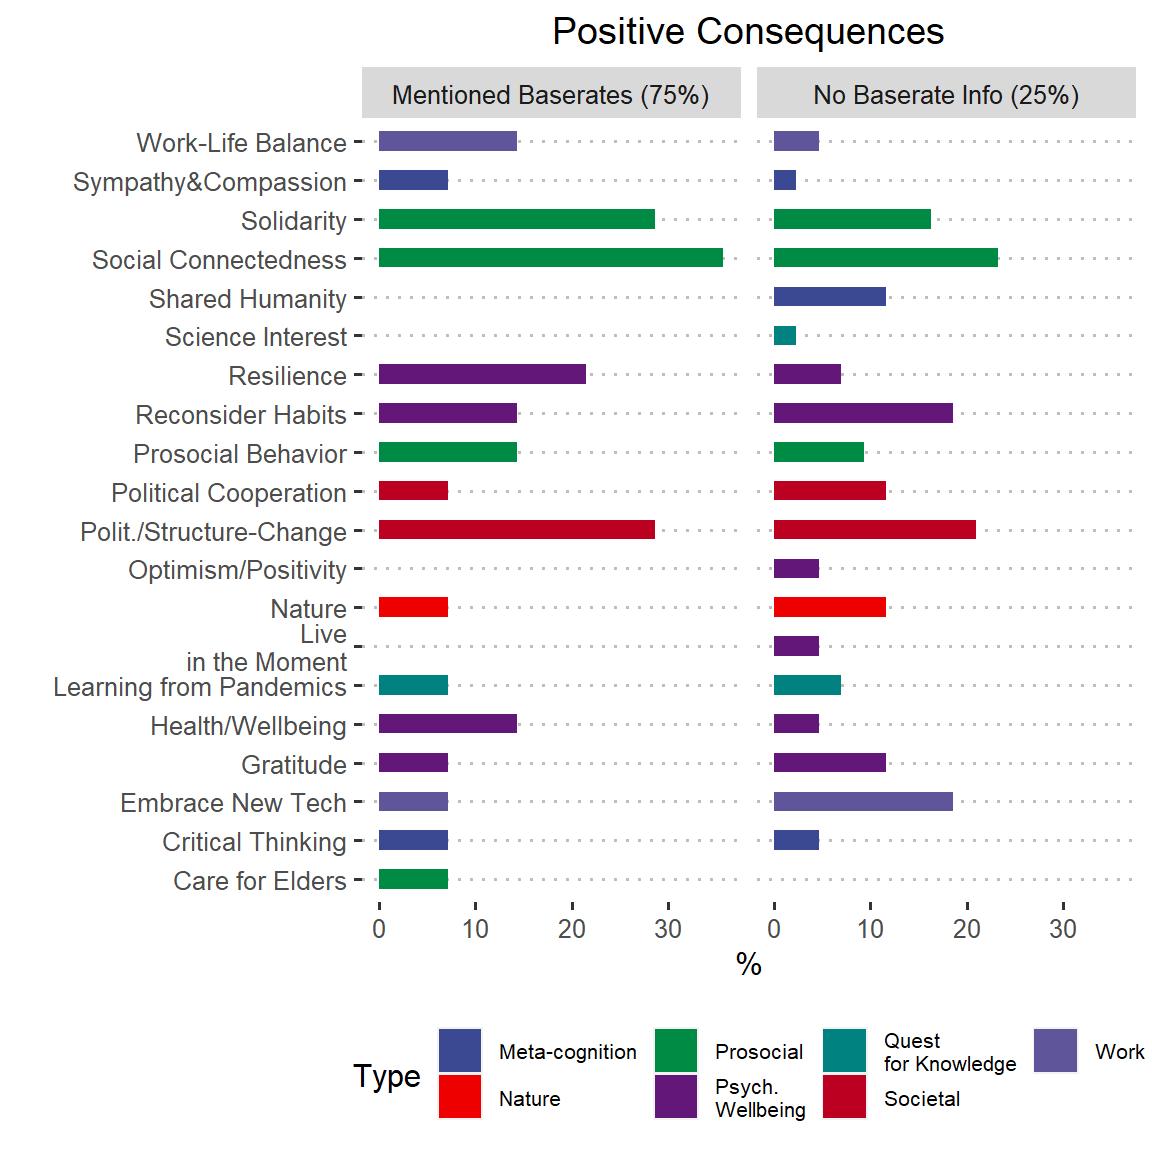 Positive Consequences
Mentioned Baserates (75%)
No Baserate Info (25%)
Work-Life Balance
Sympathy&Compassion
Solidarity
Social Connectedness
Shared Humanity
Science Interest
Resilience
Reconsider Habits
Prosocial Behavior
Political Cooperation
Polit./Structure-Change
Optimism/Positivity
Nature
Live
in the Moment
Learning from Pandemics
Health/Wellbeing
Gratitude
Embrace New Tech
Critical Thinking
Care for Elders
0 10 20 30
0 10 20 30
%
Type
Meta-cognition
Nature
Prosocial
Psych.
Wellbeing
Quest
for Knowledge
Societal
Work